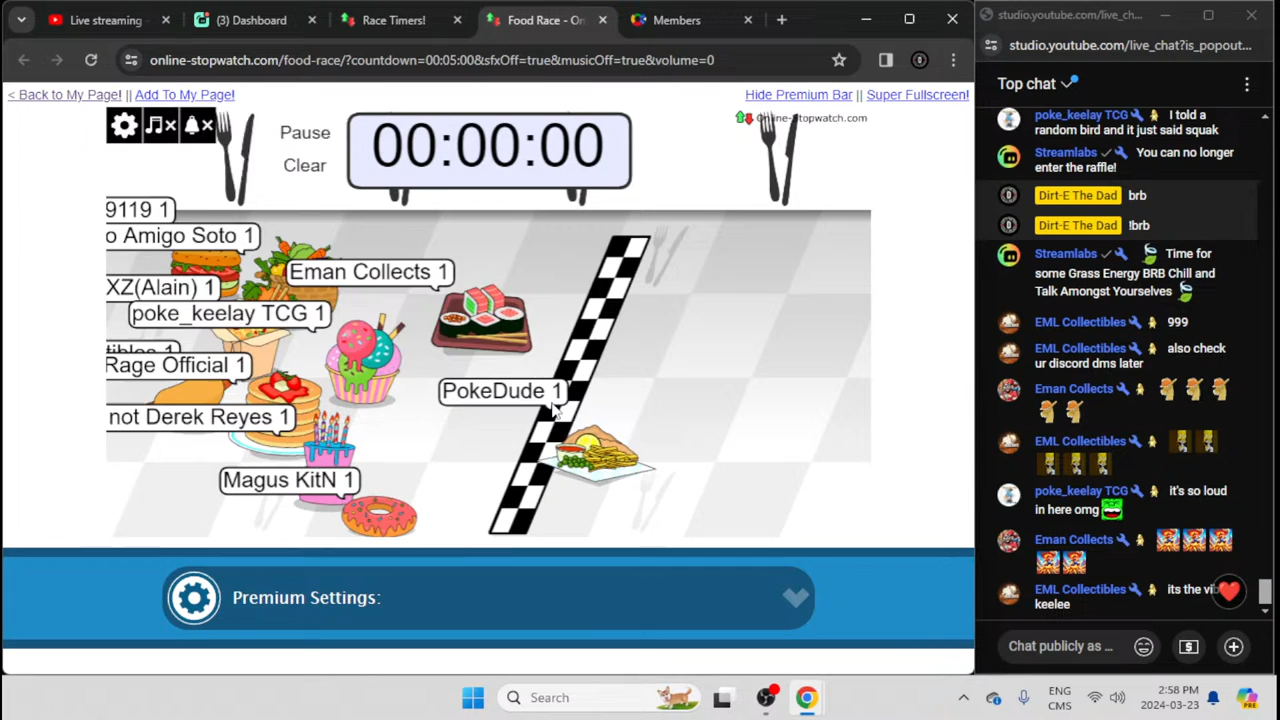 Live streaming
(3) Dashboard
Race Timers!
Food Race - On
Members
studio.youtube.com/live_ch...
online-stopwatch.com/food-race/?countdown=00:05:00&sfxOff=true&musicOff=true&volume=0
studio.youtube.com/live_chat?is_popout...
< Back to My Page! || Add To My Page!
Hide Premium Bar || Super Fullscreen!
Pause
Clear
00:00:00
9119 1
o Amigo Soto 1
Eman Collects 1
XZ(Alain) 1
poke_keelay TCG 1
Rage Official 1
PokeDude 1
not Derek Reyes 1
Magus KitN 1
Premium Settings:
Top chat
poke_keelay TCG I told a
random bird and it just said squak
Streamlabs You can no longer
enter the raffle!
Dirt-E The Dad brb
Dirt-E The Dad !brb
Streamlabs Time for
some Grass Energy BRB Chill and
Talk Amongst Yourselves
EML Collectibles 999
EML Collectibles also check
ur discord dms later
Eman Collects
EML Collectibles
poke_keelay TCG it's so loud
in here omg
Eman Collects
EML Collectibles its the
keelee
Chat publicly as ...
Search
ENG
CMS
2:58 PM
2024-03-23
PRE